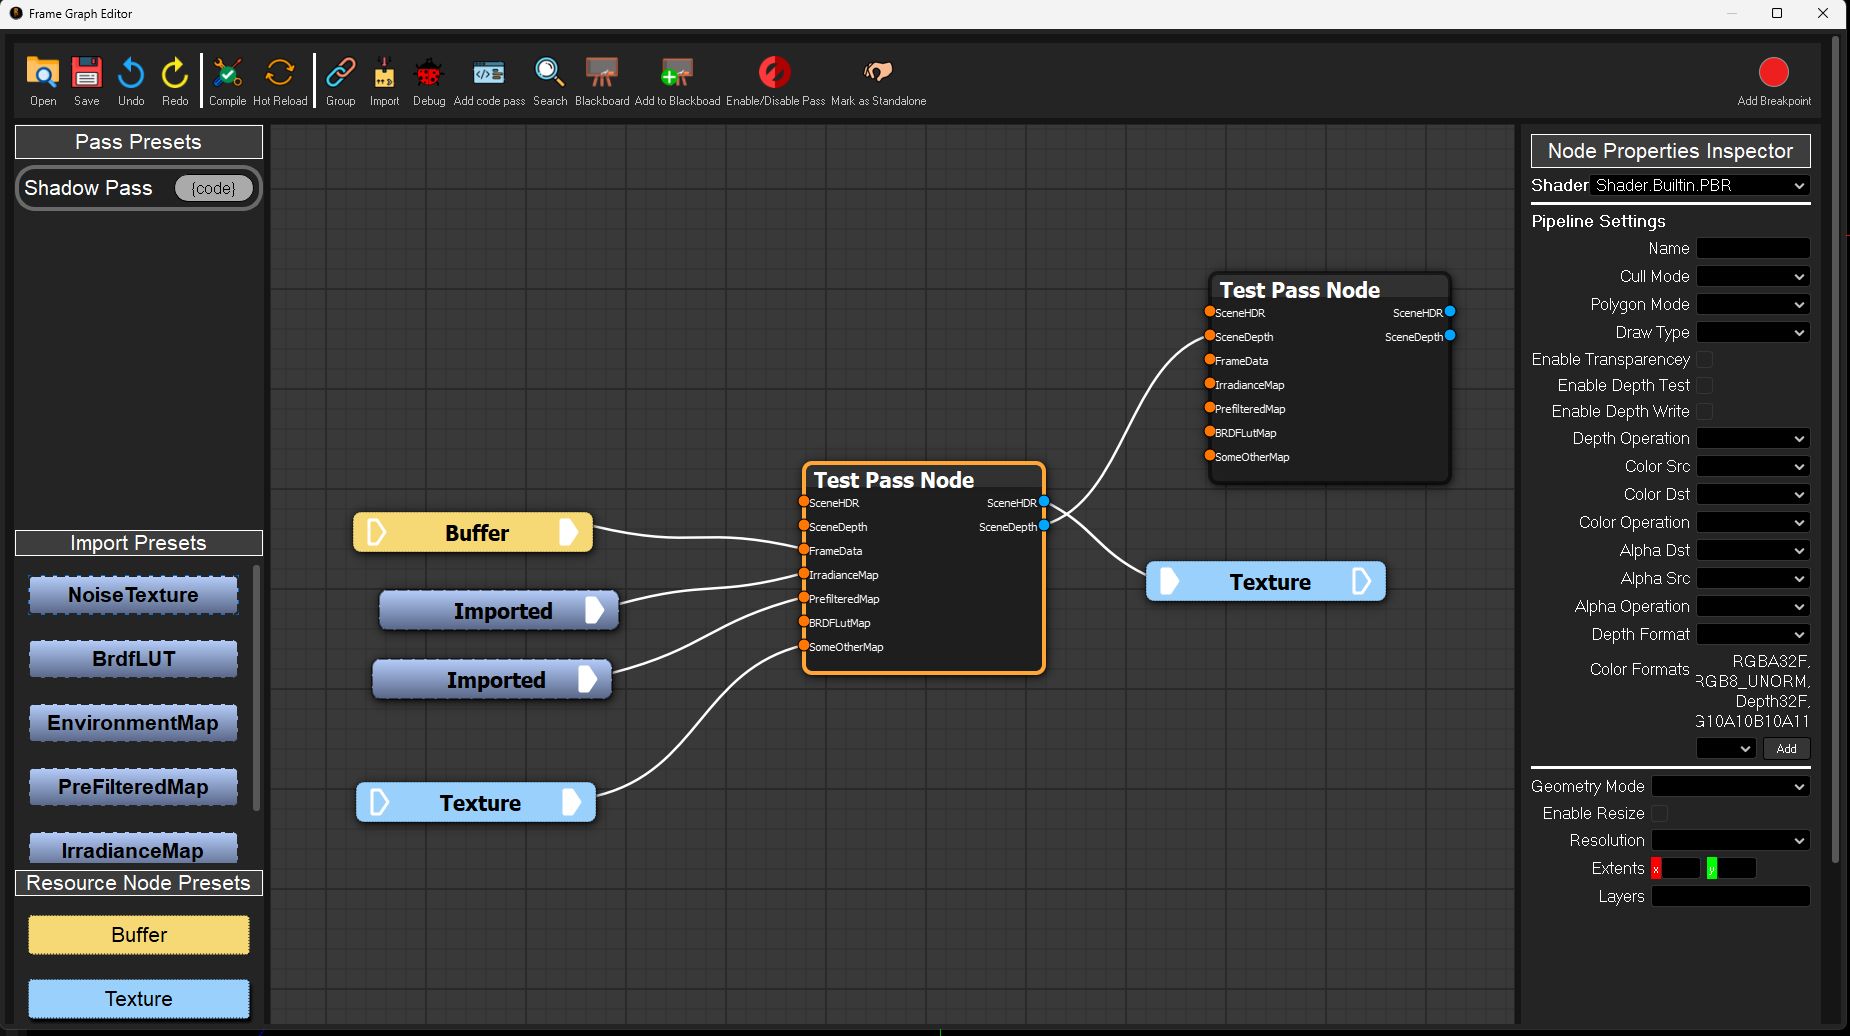 Frame Graph Editor
Open Save Undo Redo Compile Hot Reload Group Import Debug Add code pass Search Blackboard Add to Blackboad Enable/Disable Pass Mark as Standalone Add Breakpoint
Pass Presets
Shadow Pass {code}
Import Presets
NoiseTexture
BrdfLUT
EnvironmentMap
PreFilteredMap
IrradianceMap
Resource Node Presets
Buffer
Texture
Buffer
Imported
Imported
Texture
Test Pass Node
SceneHDR SceneHDR
SceneDepth SceneDepth
FrameData
IrradianceMap
PrefilteredMap
BRDFLutMap
SomeOtherMap
Test Pass Node
SceneHDR SceneHDR
SceneDepth SceneDepth
FrameData
IrradianceMap
PrefilteredMap
BRDFLutMap
SomeOtherMap
Texture
Node Properties Inspector
Shader Shader.Builtin.PBR
Pipeline Settings
Name
Cull Mode
Polygon Mode
Draw Type
Enable Transparencey
Enable Depth Test
Enable Depth Write
Depth Operation
Color Src
Color Dst
Color Operation
Alpha Dst
Alpha Src
Alpha Operation
Depth Format
Color Formats RGBA32F,
RGB8_UNORM,
Depth32F,
G10A10B10A11
Add
Geometry Mode
Enable Resize
Resolution
Extents x y
Layers